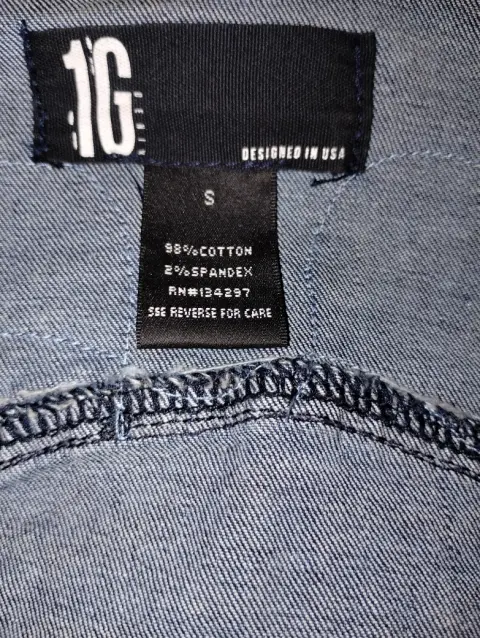 1G
DESIGNED IN USA
S
98%COTTON
2%SPANDEX
RN#134297
SEE REVERSE FOR CARE